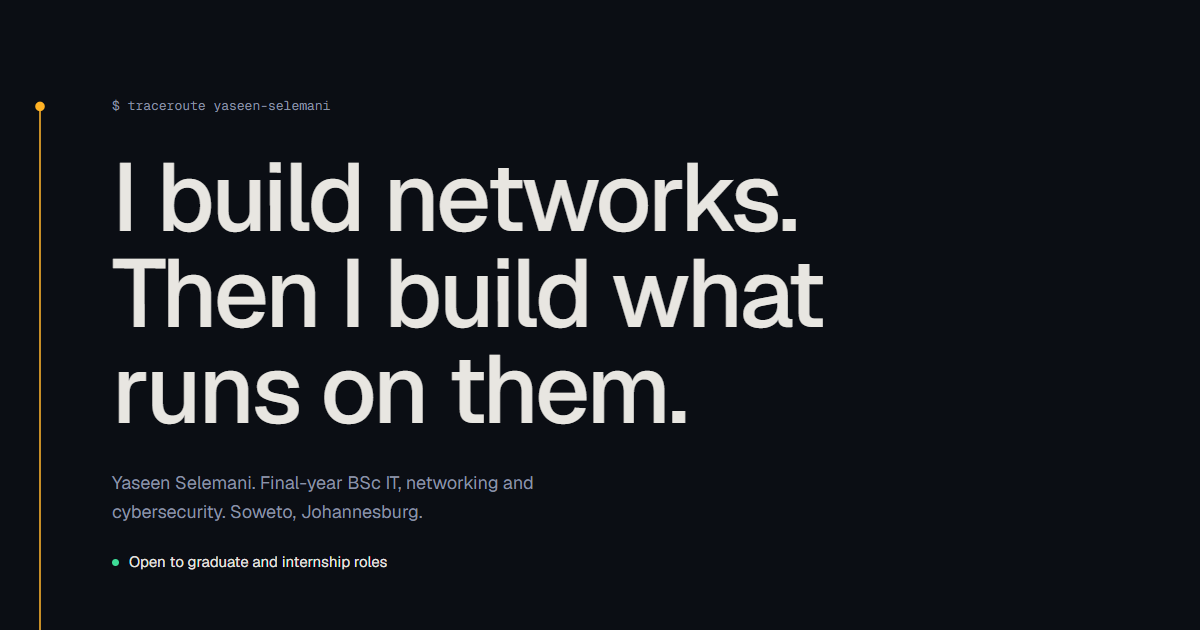 $ traceroute yaseen-selemani
I build networks.
Then I build what
runs on them.
Yaseen Selemani. Final-year BSc IT, networking and
cybersecurity. Soweto, Johannesburg.
Open to graduate and internship roles